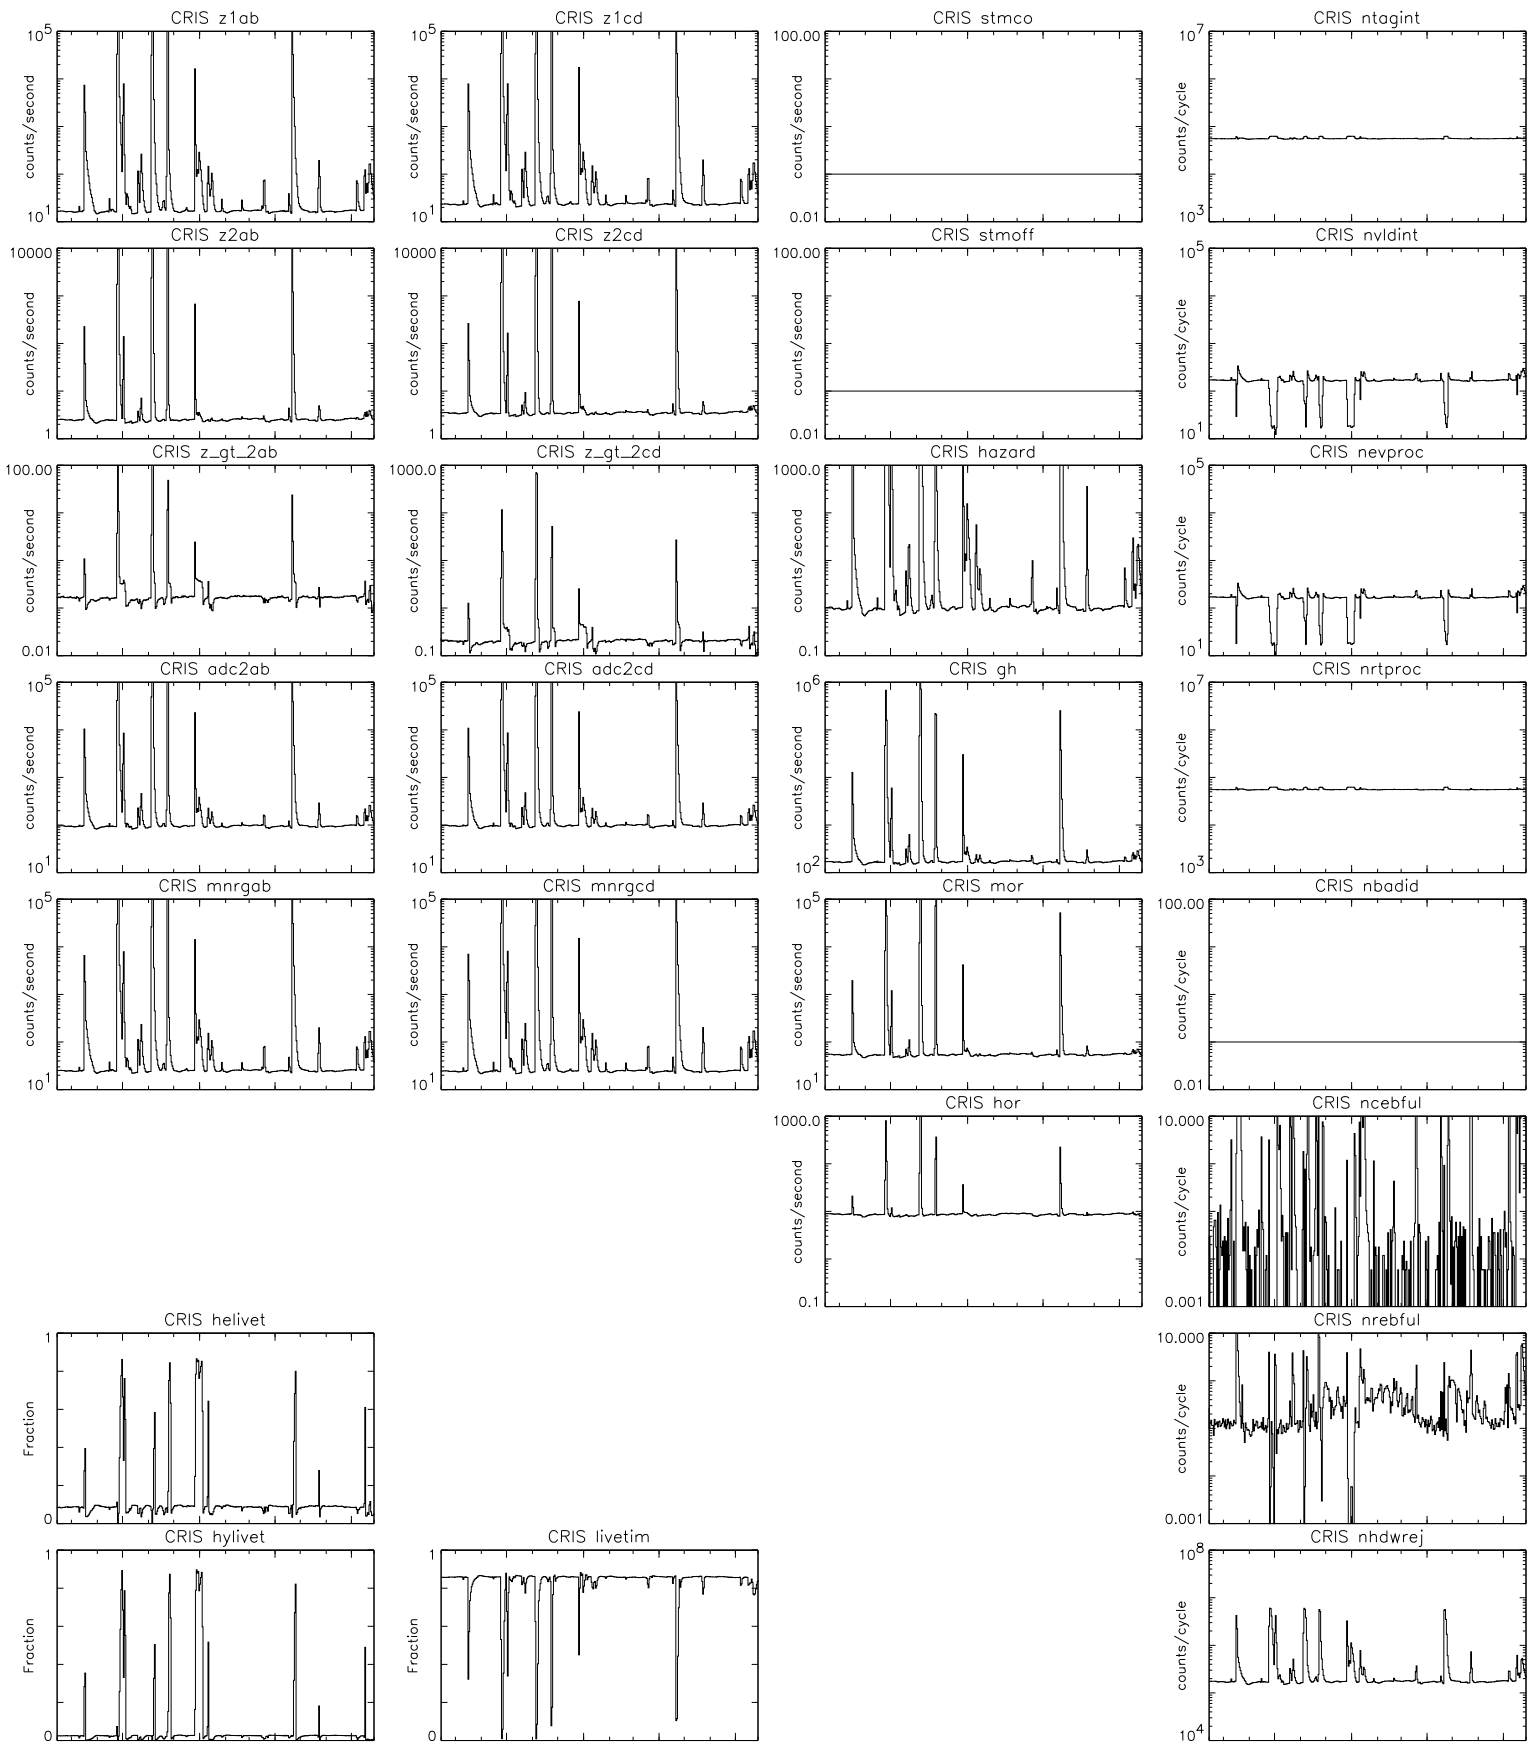 CRIS z1ab
CRIS z1cd
CRIS stmco
CRIS ntagint
10^5
counts/second
10^1
10^5
counts/second
10^1
100.00
counts/second
0.01
10^7
counts/cycle
10^3
CRIS z2ab
CRIS z2cd
CRIS stmoff
CRIS nvldint
10000
counts/second
1
10000
counts/second
1
100.00
counts/second
0.01
10^5
counts/cycle
10^1
CRIS z_gt_2ab
CRIS z_gt_2cd
CRIS hazard
CRIS nevproc
100.00
counts/second
0.01
1000.0
counts/second
0.1
1000.0
counts/second
0.1
10^5
counts/cycle
10^1
CRIS adc2ab
CRIS adc2cd
CRIS gh
CRIS nrtproc
10^5
counts/second
10^1
10^5
counts/second
10^1
10^6
counts/second
10^2
10^7
counts/cycle
10^3
CRIS mnrgab
CRIS mnrgcd
CRIS mor
CRIS nbadid
10^5
counts/second
10^1
10^5
counts/second
10^1
10^5
counts/second
10^1
100.00
counts/cycle
0.01
CRIS hor
CRIS ncebful
1000.0
counts/second
0.1
10.000
counts/cycle
0.001
CRIS helivet
CRIS nrebful
1
Fraction
0
10.000
counts/cycle
0.001
CRIS hylivet
CRIS livetim
CRIS nhdwrej
1
Fraction
0
1
Fraction
0
10^8
counts/cycle
10^4